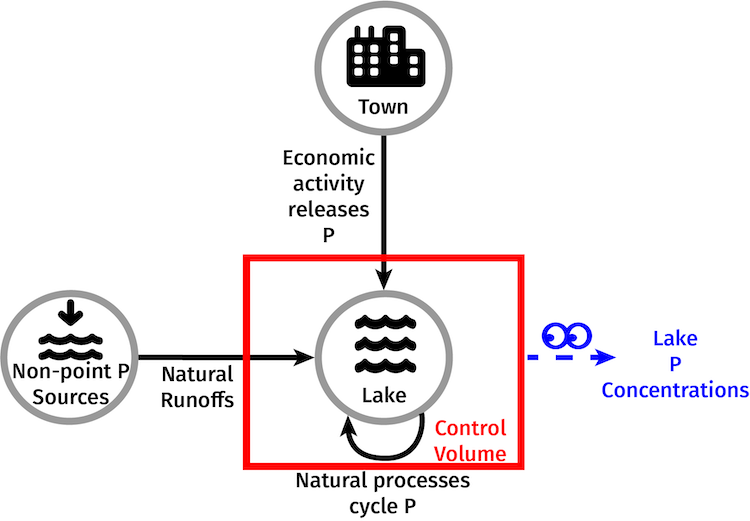 Town
Economic
activity
releases
P
Non-point P
Sources
Natural
Runoffs
Lake
Control
Volume
Natural processes
cycle P
Lake
P
Concentrations